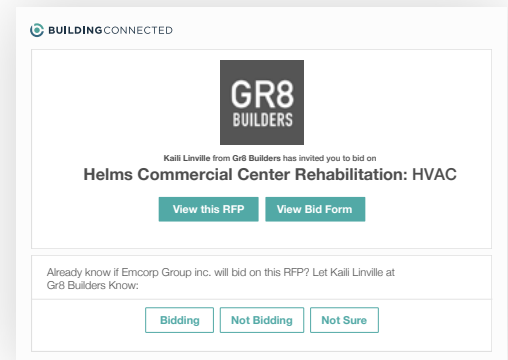 BUILDINGCONNECTED
GR8
BUILDERS
Kaili Linville from Gr8 Builders has invited you to bid on
Helms Commercial Center Rehabilitation: HVAC
View this RFP View Bid Form
Already know if Emcorp Group inc. will bid on this RFP? Let Kaili Linville at
Gr8 Builders Know:
Bidding Not Bidding Not Sure